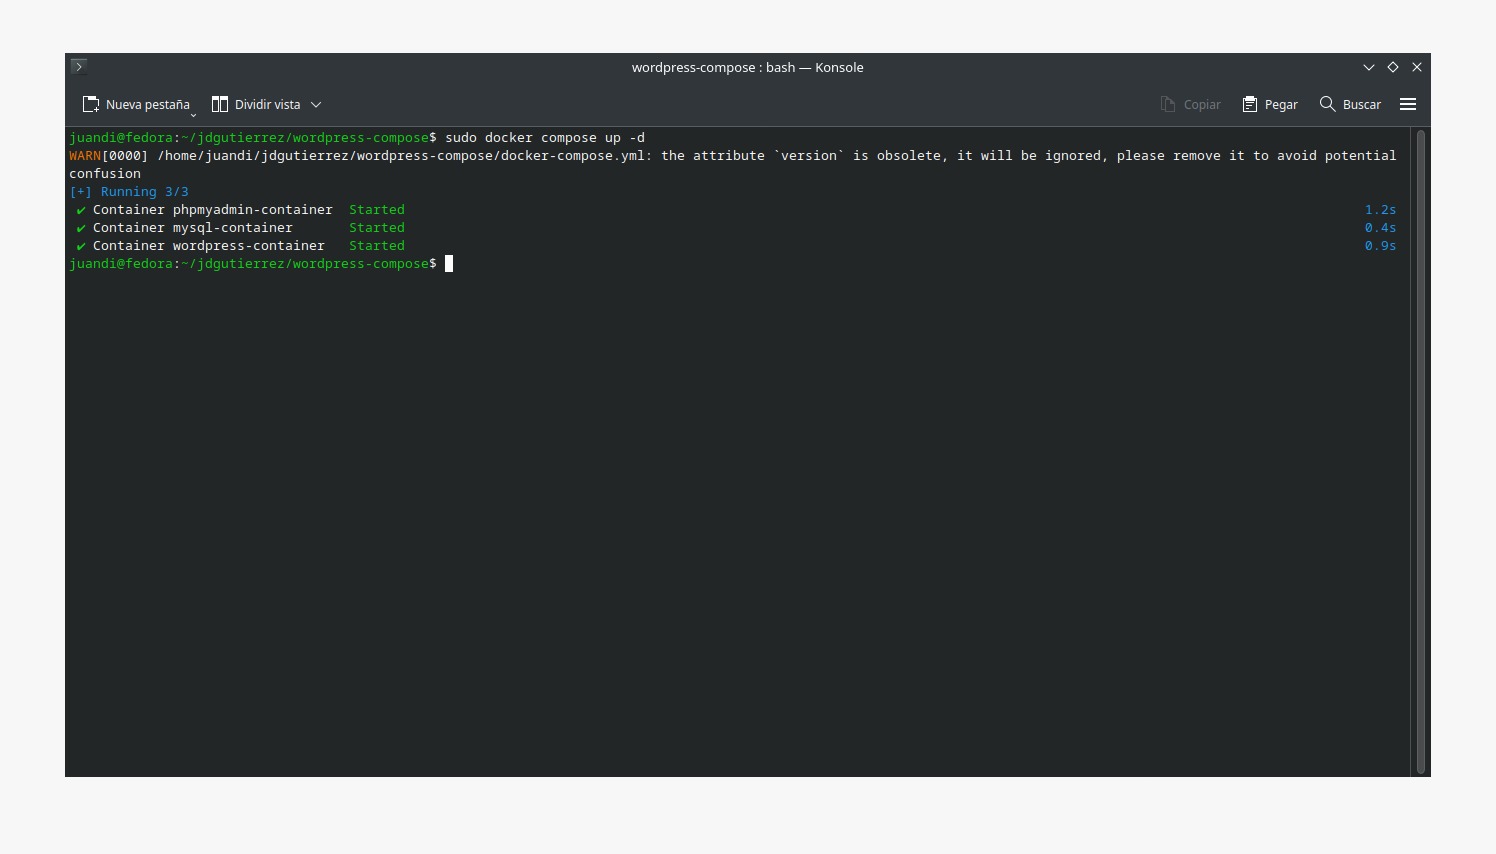 wordpress-compose : bash — Konsole
Nueva pestaña Dividir vista Copiar Pegar Buscar
juandi@fedora:~/jdgutierrez/wordpress-compose$ sudo docker compose up -d
WARN[0000] /home/juandi/jdgutierrez/wordpress-compose/docker-compose.yml: the attribute `version` is obsolete, it will be ignored, please remove it to avoid potential
confusion
[+] Running 3/3
✔ Container phpmyadmin-container Started 1.2s
✔ Container mysql-container Started 0.4s
✔ Container wordpress-container Started 0.9s
juandi@fedora:~/jdgutierrez/wordpress-compose$